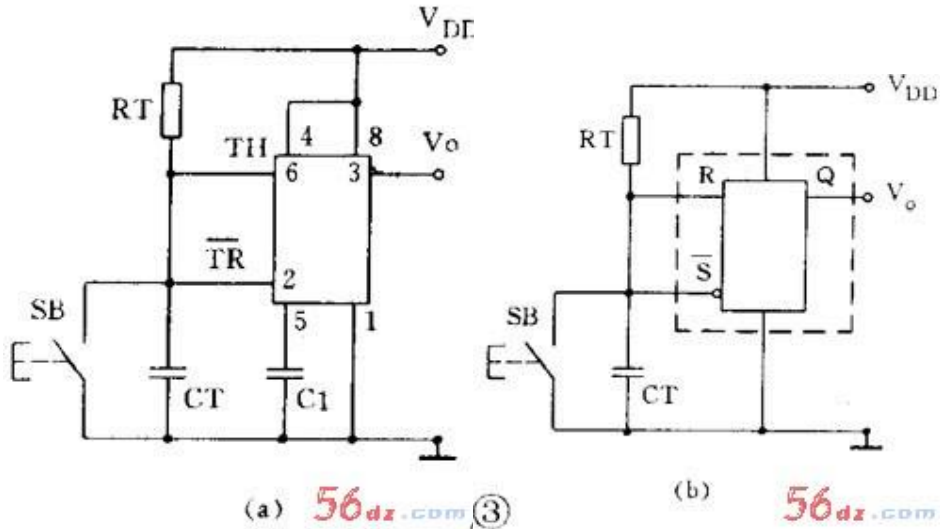 VDD
RT
TH
4
8
Vo
6
3
TR
2
SB
5
1
CT
C1
(a)
56dz.com
③
VDD
RT
R
Q
Vo
S
SB
CT
(b)
56dz.com